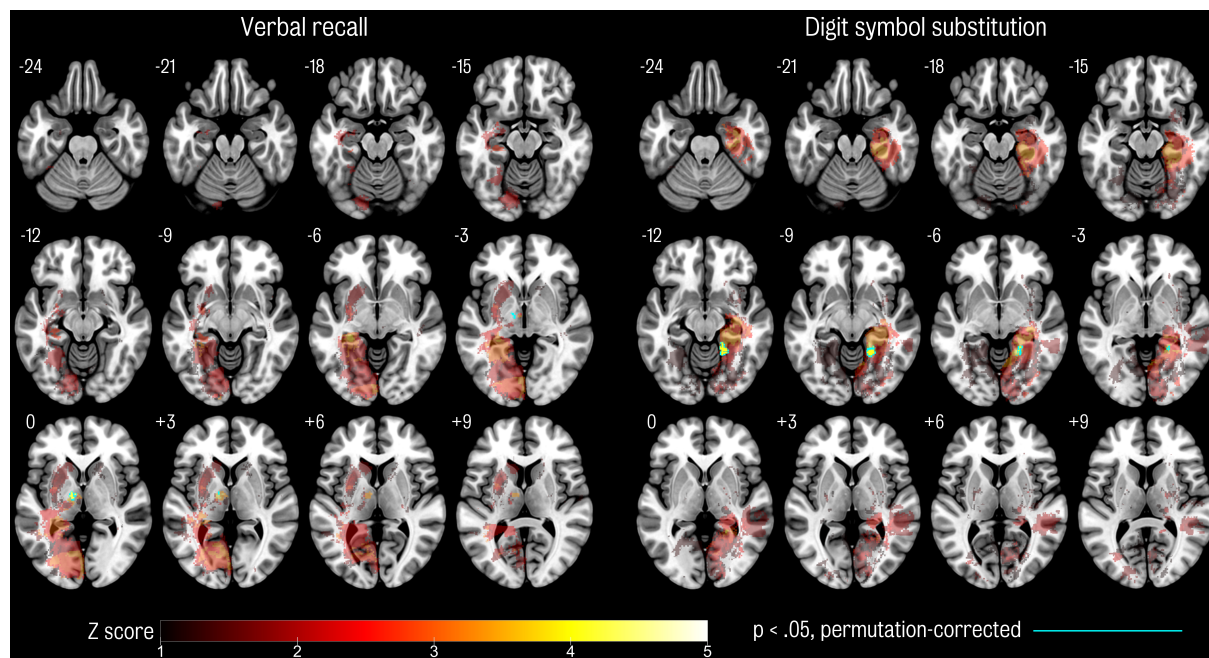 Verbal recall
Digit symbol substitution
-24 -21 -18 -15 -24 -21 -18 -15
-12 -9 -6 -3 -12 -9 -6 -3
0 +3 +6 +9 0 +3 +6 +9
Z score
1 2 3 4 5
p < .05, permutation-corrected